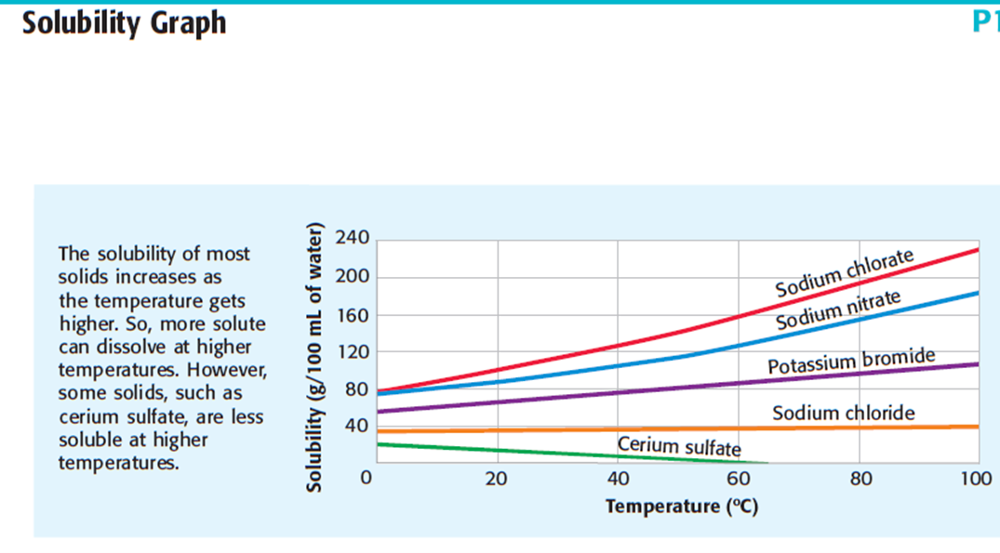 Solubility Graph
P1
The solubility of most
solids increases as
the temperature gets
higher. So, more solute
can dissolve at higher
temperatures. However,
some solids, such as
cerium sulfate, are less
soluble at higher
temperatures.
Solubility (g/100 mL of water)
240
200
160
120
80
40
Sodium chlorate
Sodium nitrate
Potassium bromide
Sodium chloride
Cerium sulfate
0 20 40 60 80 100
Temperature (ºC)